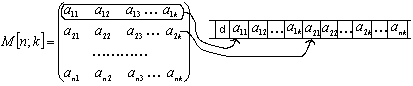 M[n;k]=
a11 a12 a13 ... a1k
a21 a22 a23 ... a2k
............
an1 an2 an3 ... ank
d a11 a12 ... a1k a21 a22 ... a2k ... ank